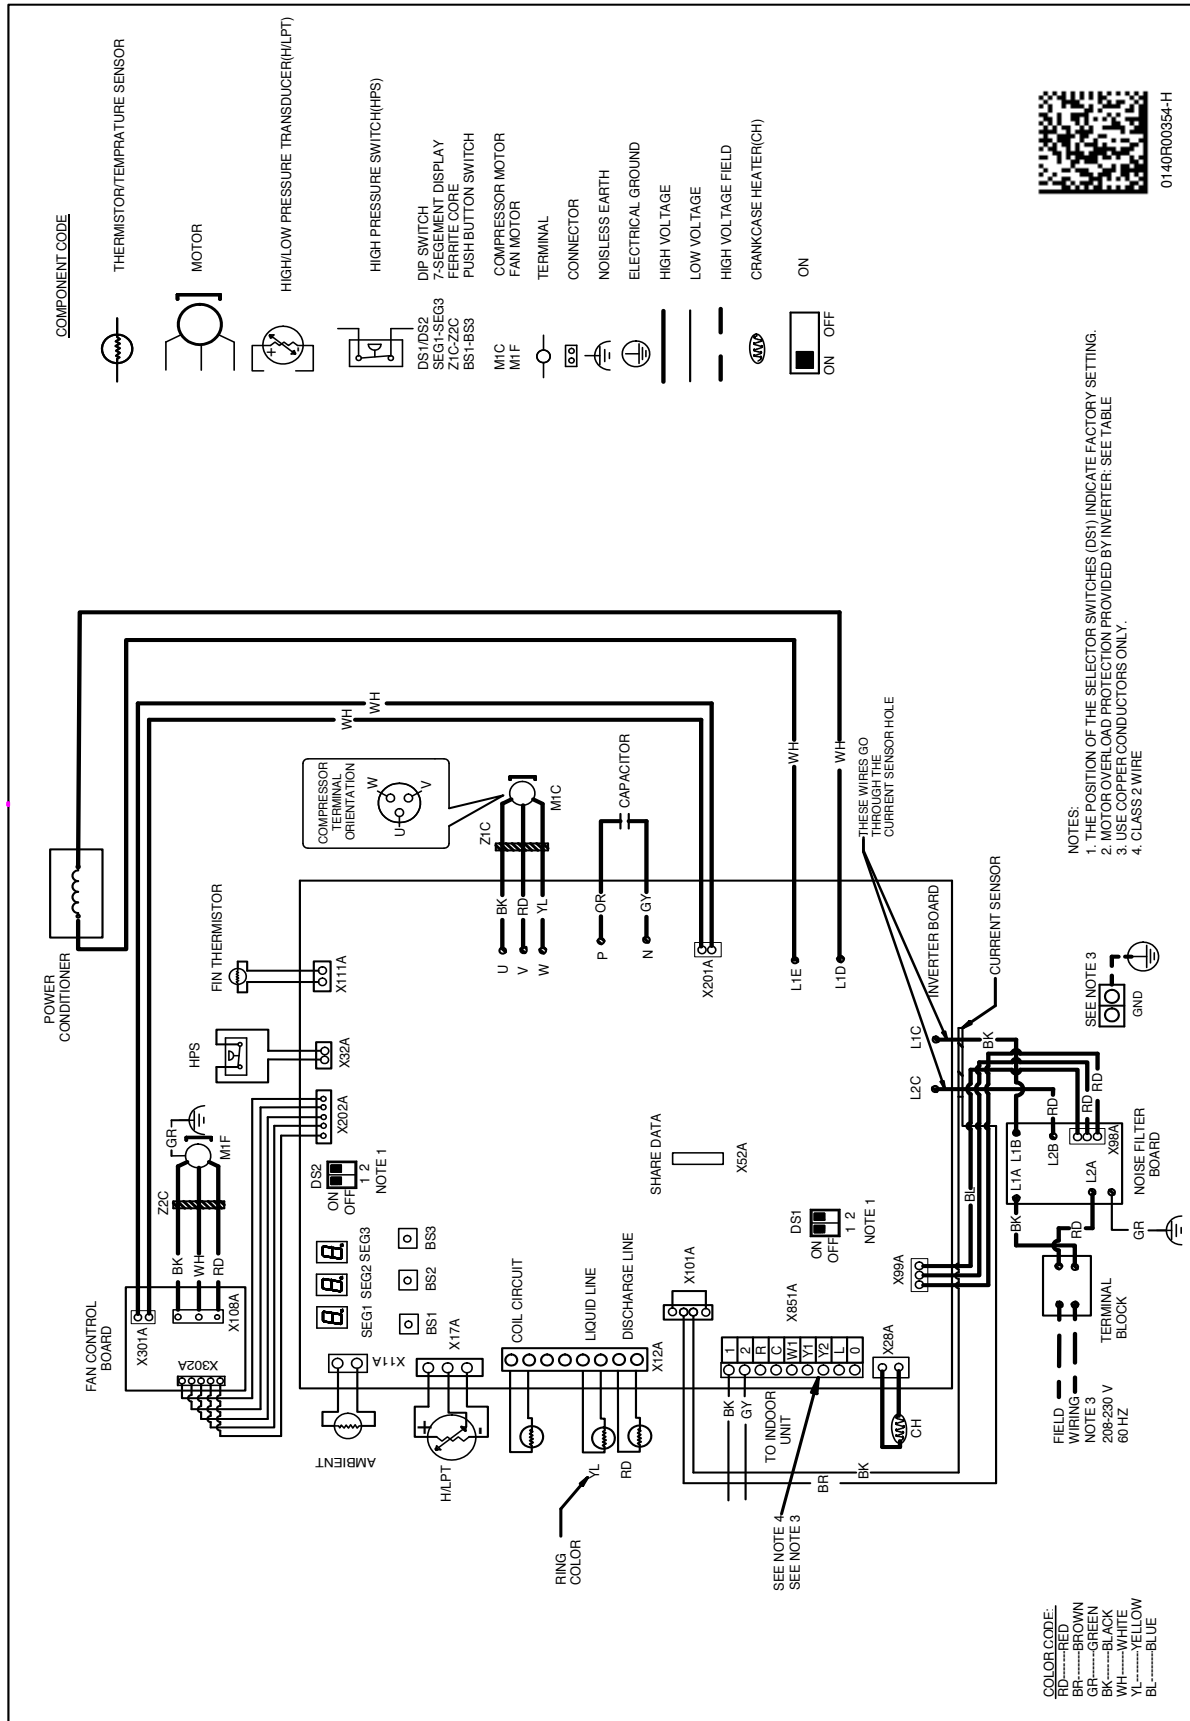 COMPONENT CODE
THERMISTOR/TEMPRATURE SENSOR
MOTOR
HIGH/LOW PRESSURE TRANSDUCER(H/LPT)
HIGH PRESSURE SWITCH(HPS)
DS1/DS2 DIP SWITCH
SEG1-SEG3 7-SEGEMENT DISPLAY
Z1C-Z2C FERRITE CORE
BS1-BS3 PUSH BUTTON SWITCH
M1C COMPRESSOR MOTOR
M1F FAN MOTOR
TERMINAL
CONNECTOR
NOISLESS EARTH
ELECTRICAL GROUND
HIGH VOLTAGE
LOW VOLTAGE
HIGH VOLTAGE FIELD
CRANKCASE HEATER(CH)
ON
ON OFF
0140R00354-H
POWER
CONDITIONER
FIN THERMISTOR
X111A
HPS
X32A
X202A
GR
M1F
Z2C
BK
WH
RD
X108A
FAN CONTROL
BOARD
X301A
X302A
DS2
ON
OFF
1 2
NOTE 1
SEG1 SEG2 SEG3
BS1
BS2
BS3
AMBIENT
X11A
H/LPT
+
-
X17A
COIL CIRCUIT
LIQUID LINE
DISCHARGE LINE
X12A
YL
RD
RING
COLOR
COMPRESSOR
TERMINAL
ORIENTATION
U
W
V
Z1C
M1C
BK
RD
YL
U
V
W
CAPACITOR
OR
GY
P
N
WH
WH
X201A
WH
WH
L1E
L1D
SHARE DATA
X52A
DS1
ON
OFF
1 2
NOTE 1
X101A
X851A
1
2
R
C
W1
Y1
Y2
L
0
BK
GY
TO INDOOR
UNIT
BR
BK
SEE NOTE 4
SEE NOTE 3
X28A
CH
X99A
BL
THESE WIRES GO
THROUGH THE
CURRENT SENSOR HOLE
INVERTER BOARD
CURRENT SENSOR
L1C
L2C
BK
RD
RD
RD
L1A
L1B
L2B
L2A
X98A
NOISE FILTER
BOARD
BK
RD
GR
TERMINAL
BLOCK
SEE NOTE 3
GND
FIELD
WIRING
NOTE 3
208-230 V
60 HZ
NOTES:
1. THE POSITION OF THE SELECTOR SWITCHES (DS1) INDICATE FACTORY SETTING.
2. MOTOR OVERLOAD PROTECTION PROVIDED BY INVERTER: SEE TABLE
3. USE COPPER CONDUCTORS ONLY.
4. CLASS 2 WIRE
COLOR CODE:
RD-------RED
BR-------BROWN
GR-------GREEN
BK-------BLACK
WH-------WHITE
YL-------YELLOW
BL-------BLUE